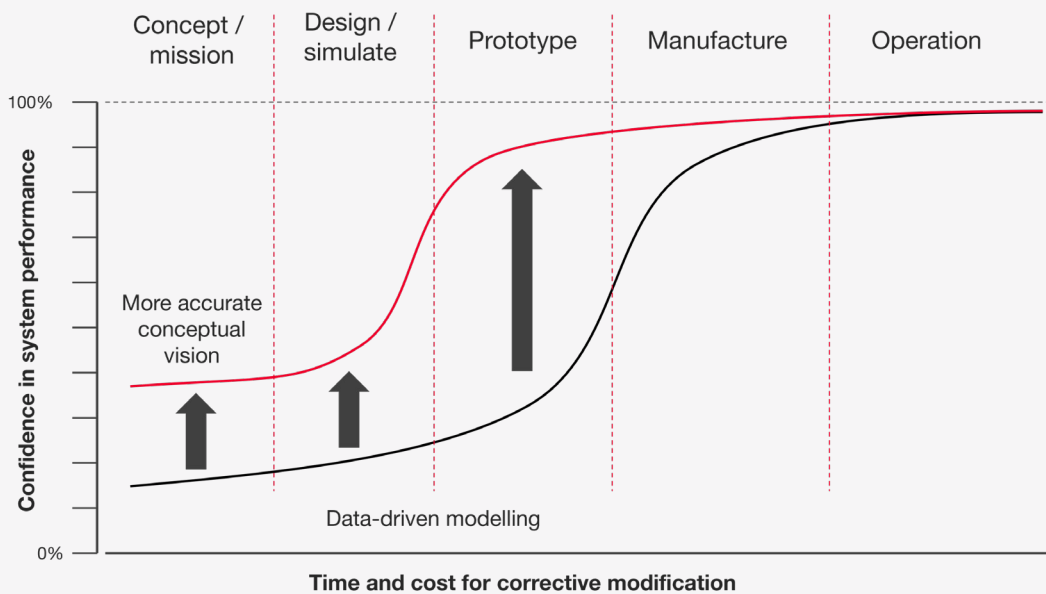 Concept /
mission
Design /
simulate
Prototype
Manufacture
Operation
100%
Confidence in system performance
More accurate
conceptual
vision
Data-driven modelling
0%
Time and cost for corrective modification